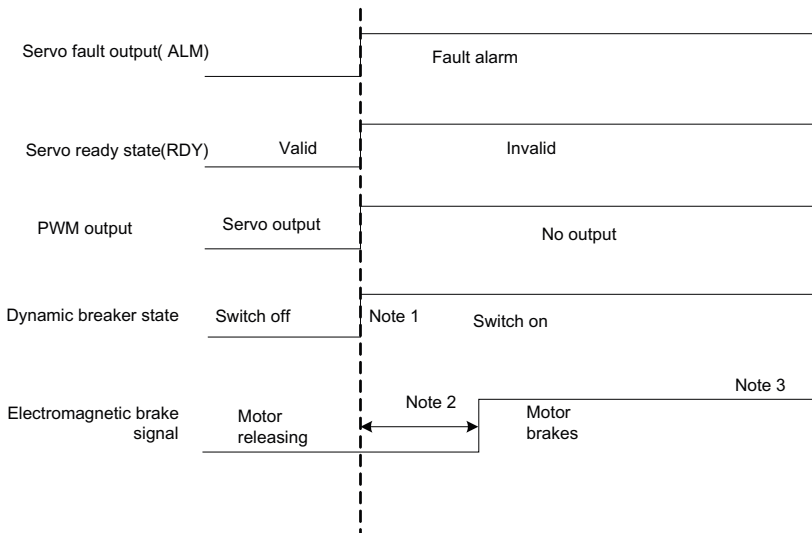 Servo fault output( ALM)
Fault alarm
Servo ready state(RDY)
Valid
Invalid
PWM output
Servo output
No output
Dynamic breaker state
Switch off
Note 1
Switch on
Note 3
Electromagnetic brake
signal
Motor
releasing
Note 2
Motor
brakes